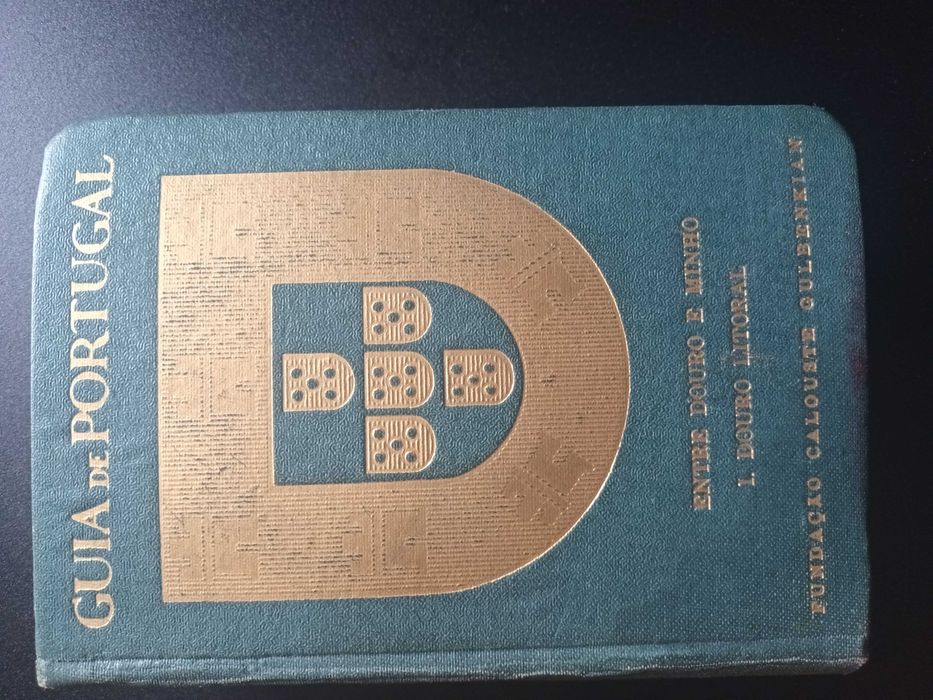 GUIA DE PORTUGAL
ENTRE DOURO E MINHO
I. DOURO LITORAL
FUNDAÇÃO CALOUSTE GULBENKIAN